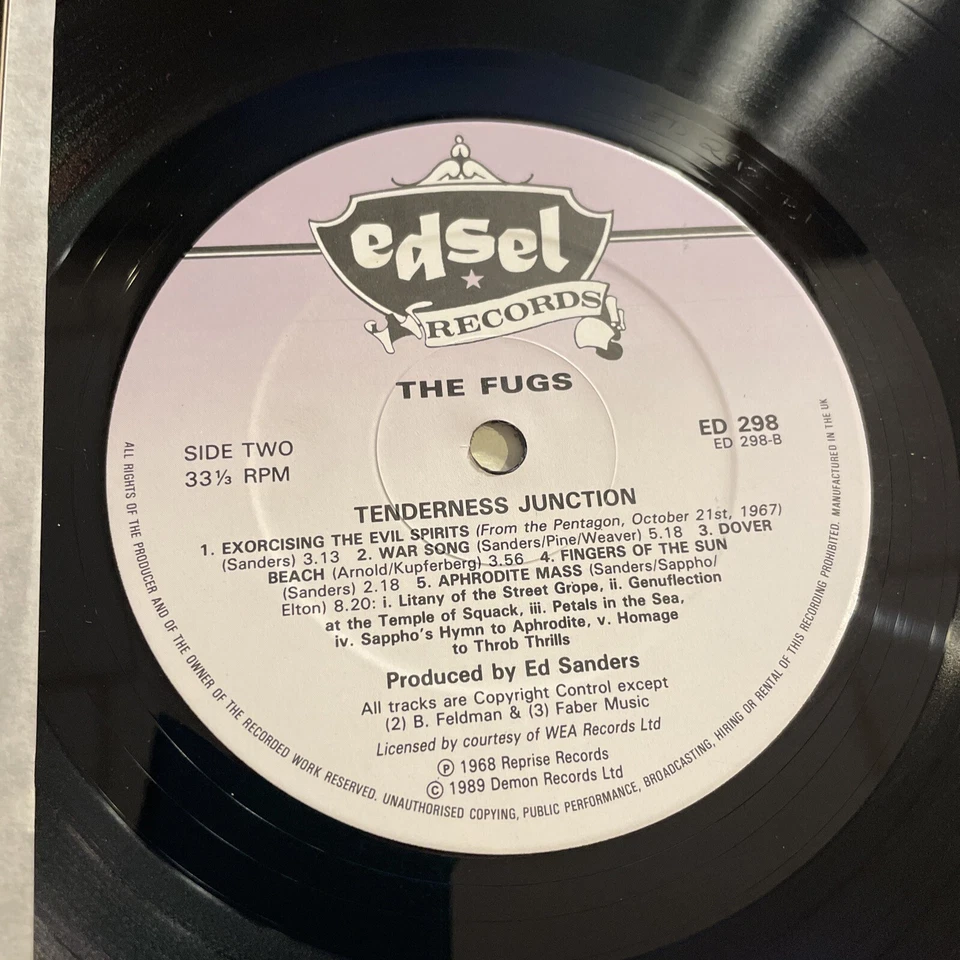 edsel
RECORDS
THE FUGS
SIDE TWO
33⅓ RPM
ED 298
ED 298-B
TENDERNESS JUNCTION
1. EXORCISING THE EVIL SPIRITS (From the Pentagon, October 21st, 1967)
(Sanders) 3.13 2. WAR SONG (Sanders/Pine/Weaver) 5.18 3. DOVER
BEACH (Arnold/Kupferberg) 3.56 4. FINGERS OF THE SUN
(Sanders) 2.18 5. APHRODITE MASS (Sanders/Sappho/
Elton) 8.20: i. Litany of the Street Grope, ii. Genuflection
at the Temple of Squack, iii. Petals in the Sea,
iv. Sappho's Hymn to Aphrodite, v. Homage
to Throb Thrills
Produced by Ed Sanders
All tracks are Copyright Control except
(2) B. Feldman & (3) Faber Music
Licensed by courtesy of WEA Records Ltd
Ⓟ 1968 Reprise Records
© 1989 Demon Records Ltd
ALL RIGHTS OF THE PRODUCER AND OF THE OWNER OF THE RECORDED WORK RESERVED. UNAUTHORISED COPYING, PUBLIC PERFORMANCE, BROADCASTING, HIRING OR RENTAL OF THIS RECORDING PROHIBITED. MANUFACTURED IN THE UK